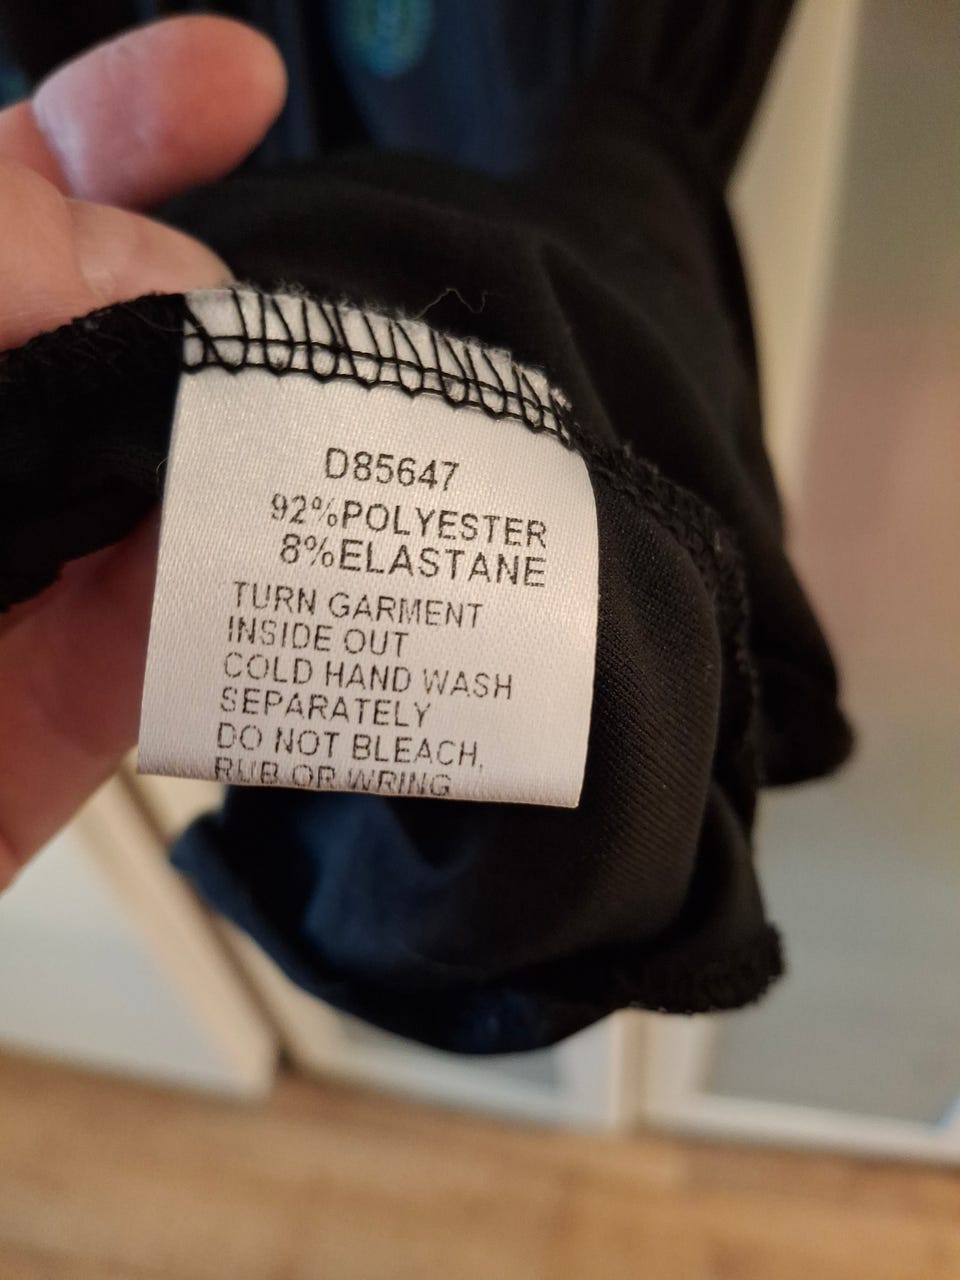 D85647
92%POLYESTER
8%ELASTANE
TURN GARMENT
INSIDE OUT
COLD HAND WASH
SEPARATELY
DO NOT BLEACH,
RUB OR WRING